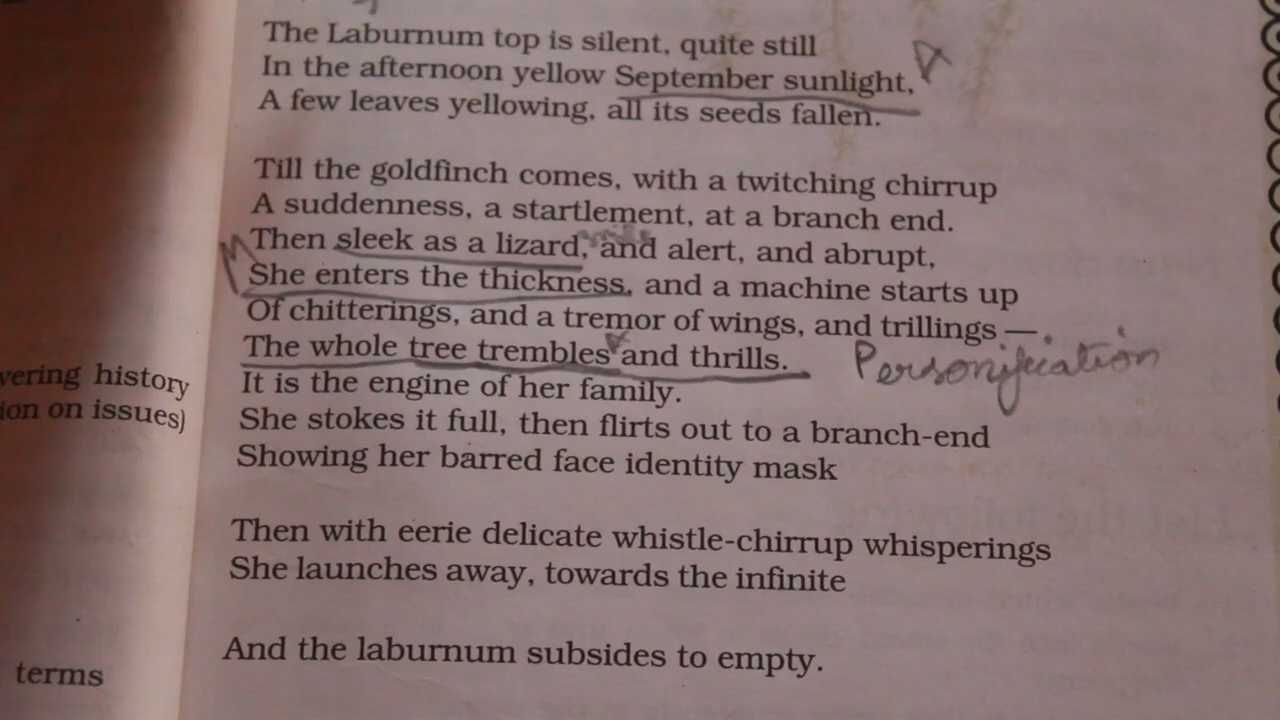 The Laburnum top is silent, quite still
In the afternoon yellow September sunlight,
A few leaves yellowing, all its seeds fallen.
Till the goldfinch comes, with a twitching chirrup
A suddenness, a startlement, at a branch end.
Then sleek as a lizard, and alert, and abrupt,
She enters the thickness, and a machine starts up
Of chitterings, and a tremor of wings, and trillings —
The whole tree trembles and thrills.
Personification
It is the engine of her family.
She stokes it full, then flirts out to a branch-end
Showing her barred face identity mask
Then with eerie delicate whistle-chirrup whisperings
She launches away, towards the infinite
And the laburnum subsides to empty.
vering history
ion on issues)
terms